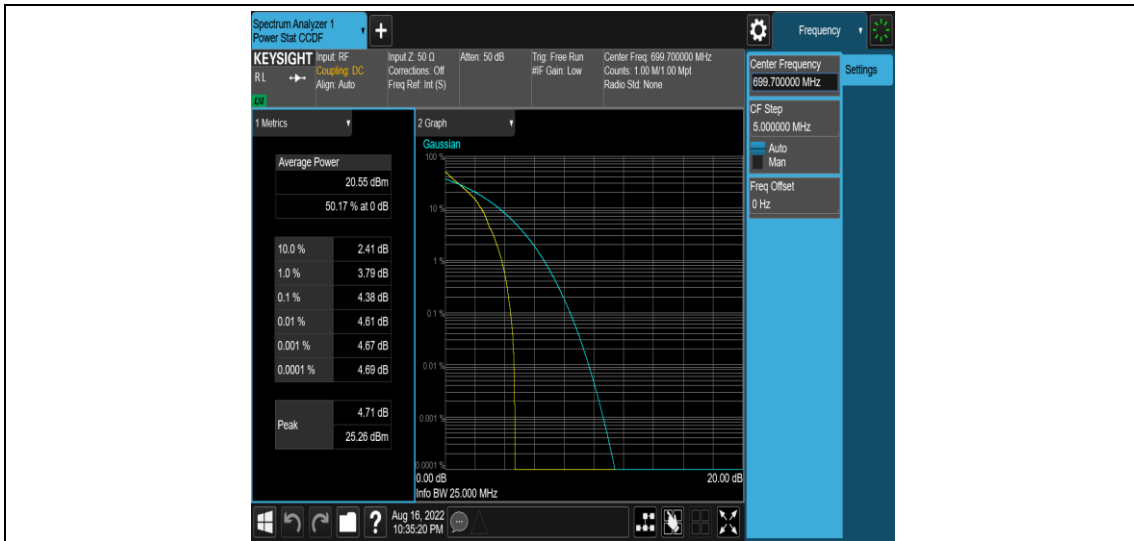 Spectrum Analyzer 1
Power Stat CCDF
+
Frequency
KEYSIGHT
RL
LXI
Input: RF
Coupling: DC
Align: Auto
Input Z: 50 Ω
Corrections: Off
Freq Ref: Int (S)
Atten: 50 dB
Trig: Free Run
#IF Gain: Low
Center Freq: 699.700000 MHz
Counts: 1.00 M/1.00 Mpt
Radio Std: None
Center Frequency
699.700000 MHz
Settings
CF Step
5.000000 MHz
Auto
Man
Freq Offset
0 Hz
1 Metrics
Average Power
20.55 dBm
50.17 % at 0 dB
10.0 % 2.41 dB
1.0 % 3.79 dB
0.1 % 4.38 dB
0.01 % 4.61 dB
0.001 % 4.67 dB
0.0001 % 4.69 dB
Peak
4.71 dB
25.26 dBm
2 Graph
Gaussian
100 %
10 %
1 %
0.1 %
0.01 %
0.001 %
0.0001 %
0.00 dB 20.00 dB
Info BW 25.000 MHz
?
Aug 16, 2022
10:35:20 PM